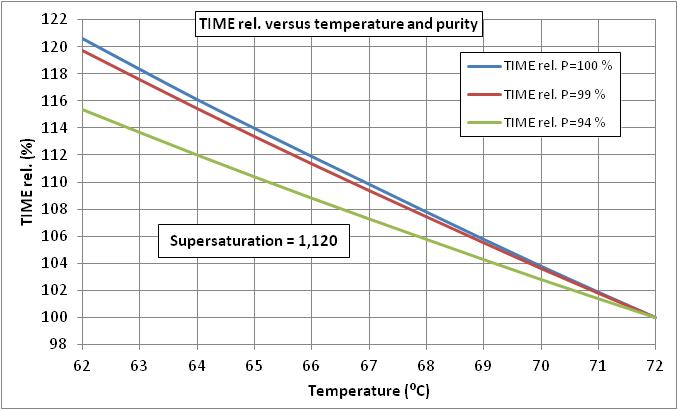 TIME rel. versus temperature and purity
122
120
118
116
114
112
110
108
106
104
102
100
98
TIME rel. (%)
TIME rel. P=100 %
TIME rel. P=99 %
TIME rel. P=94 %
Supersaturation = 1,120
62 63 64 65 66 67 68 69 70 71 72
Temperature (⁰C)